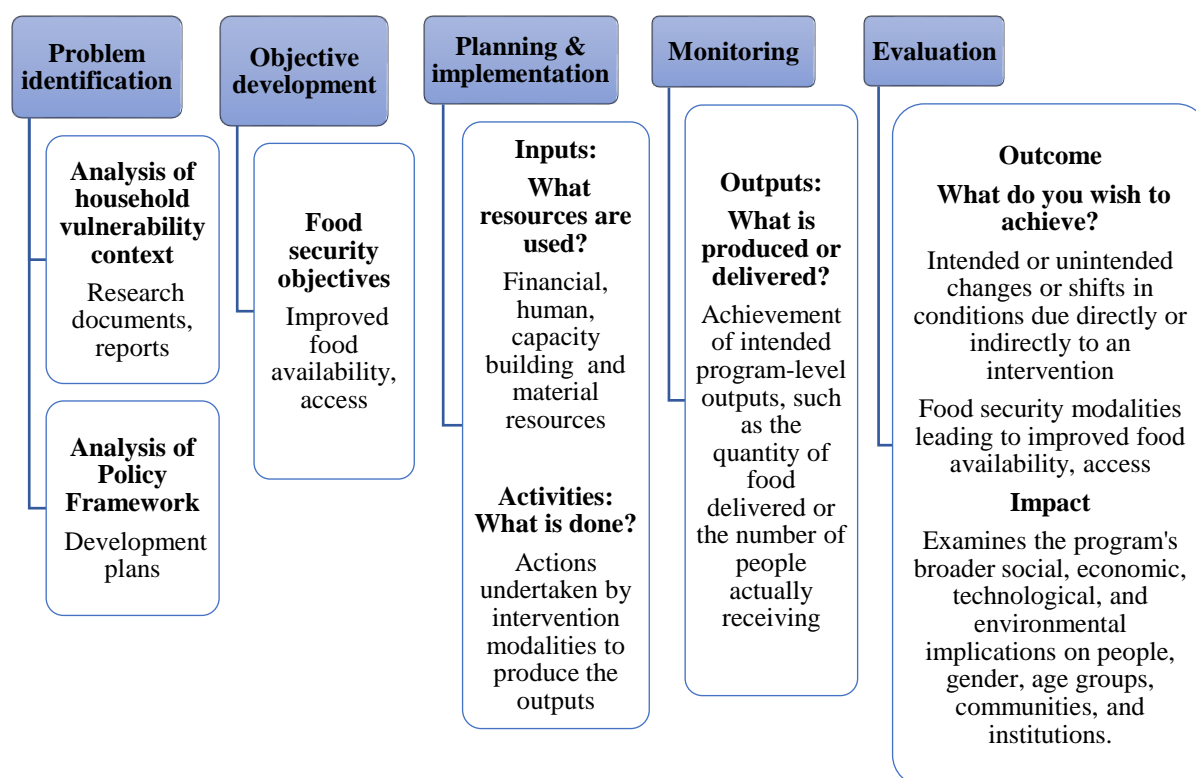 Problem
identification
Analysis of
household
vulnerability
context
Research
documents,
reports
Analysis of
Policy
Framework
Development
plans
Objective
development
Food
security
objectives
Improved
food
availability,
access
Planning &
implementation
Inputs:
What
resources are
used?
Financial,
human,
capacity
building and
material
resources
Activities:
What is done?
Actions
undertaken by
intervention
modalities to
produce the
outputs
Monitoring
Outputs:
What is
produced or
delivered?
Achievement
of intended
program-level
outputs, such
as the
quantity of
food
delivered or
the number of
people
actually
receiving
Evaluation
Outcome
What do you wish to
achieve?
Intended or unintended
changes or shifts in
conditions due directly or
indirectly to an
intervention
Food security modalities
leading to improved food
availability, access
Impact
Examines the program's
broader social, economic,
technological, and
environmental
implications on people,
gender, age groups,
communities, and
institutions.